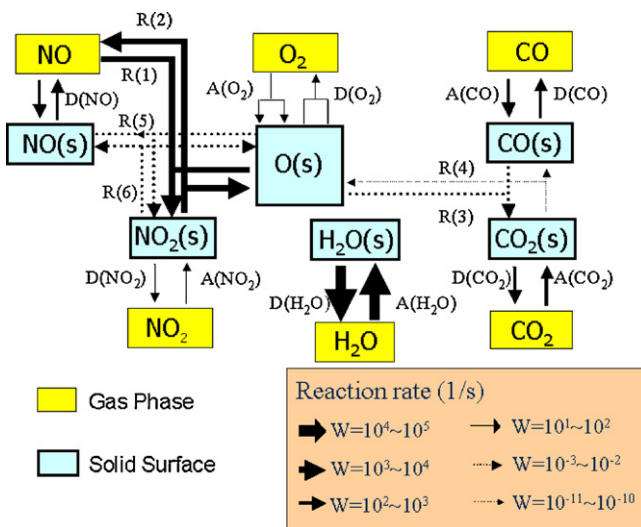 R(2)
NO
O₂
CO
R(1)
A(O₂)
D(O₂)
A(CO)
D(CO)
D(NO)
NO(s)
R(5)
O(s)
CO(s)
R(4)
R(6)
R(3)
NO₂(s)
H₂O(s)
CO₂(s)
D(NO₂)
A(NO₂)
D(H₂O)
A(H₂O)
D(CO₂)
A(CO₂)
NO₂
H₂O
CO₂
Gas Phase
Solid Surface
Reaction rate (1/s)
W=10⁴~10⁵
W=10¹~10²
W=10³~10⁴
W=10⁻³~10⁻²
W=10²~10³
W=10⁻¹¹~10⁻¹⁰